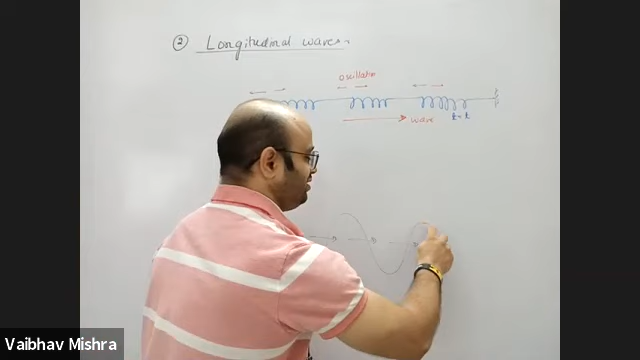 ② Longitudinal waves
oscillation
wave
t = t
Vaibhav Mishra